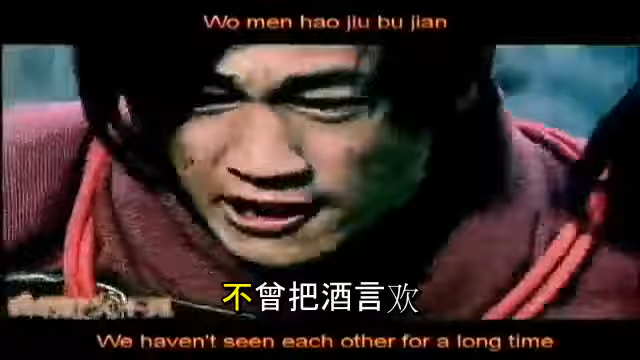 Wo men hao jiu bu jian
不曾把酒言欢
We haven't seen each other for a long time